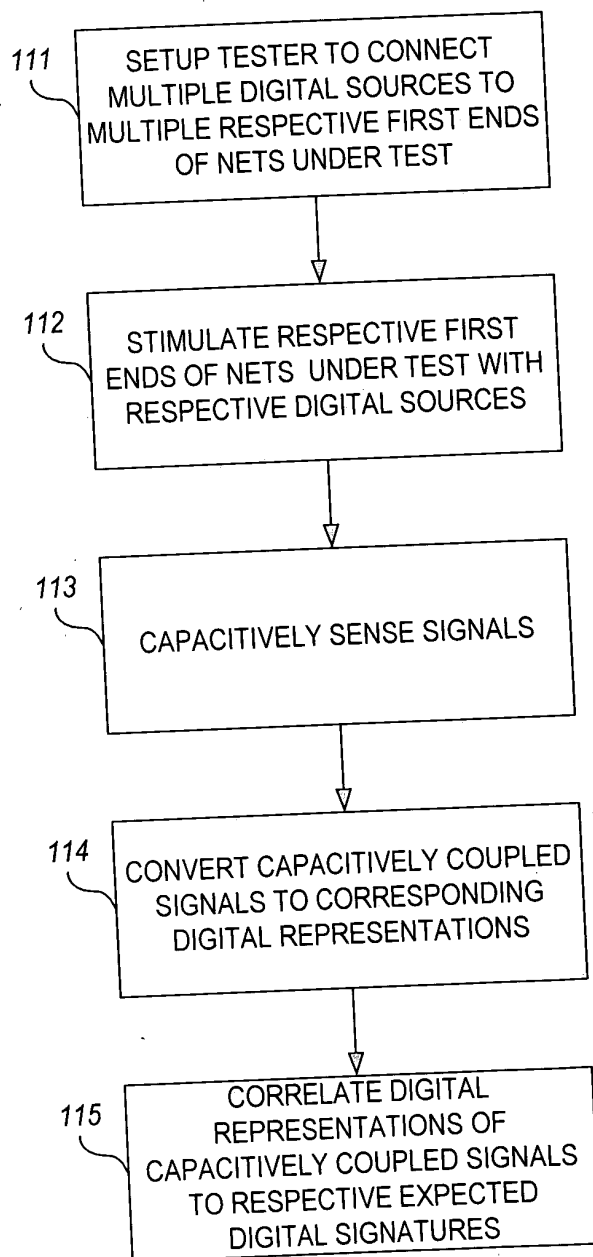 111
SETUP TESTER TO CONNECT
MULTIPLE DIGITAL SOURCES TO
MULTIPLE RESPECTIVE FIRST ENDS
OF NETS UNDER TEST
112
STIMULATE RESPECTIVE FIRST
ENDS OF NETS UNDER TEST WITH
RESPECTIVE DIGITAL SOURCES
113
CAPACITIVELY SENSE SIGNALS
114
CONVERT CAPACITIVELY COUPLED
SIGNALS TO CORRESPONDING
DIGITAL REPRESENTATIONS
115
CORRELATE DIGITAL
REPRESENTATIONS OF
CAPACITIVELY COUPLED SIGNALS
TO RESPECTIVE EXPECTED
DIGITAL SIGNATURES